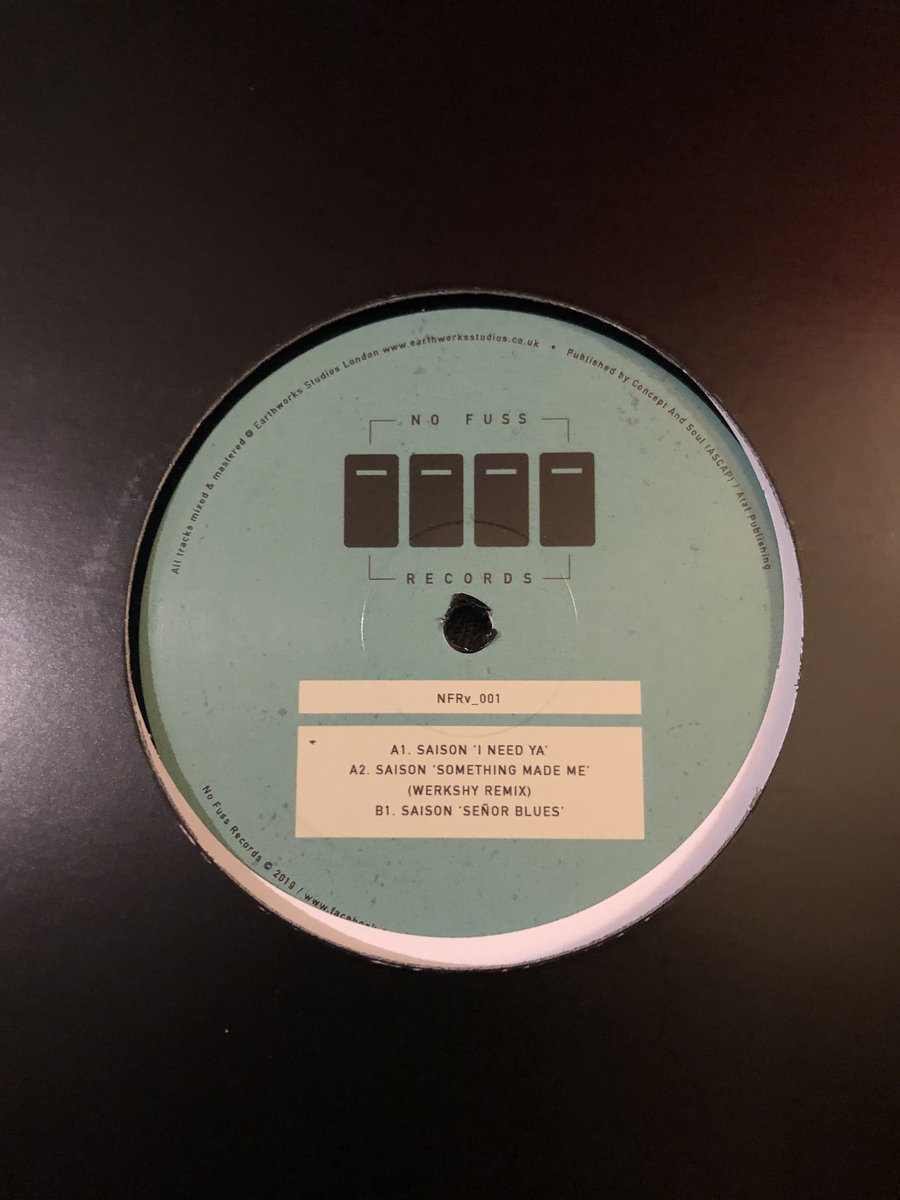 All tracks mixed & mastered @ Earthworks Studios London www.earthworksstudios.co.uk • Published by Concept And Soul (ASCAP) / Atal Publishing
NO FUSS
RECORDS
NFRv_001
A1. SAISON 'I NEED YA'
A2. SAISON 'SOMETHING MADE ME'
(WERKSHY REMIX)
B1. SAISON 'SEÑOR BLUES'
No Fuss Records © 2019 /